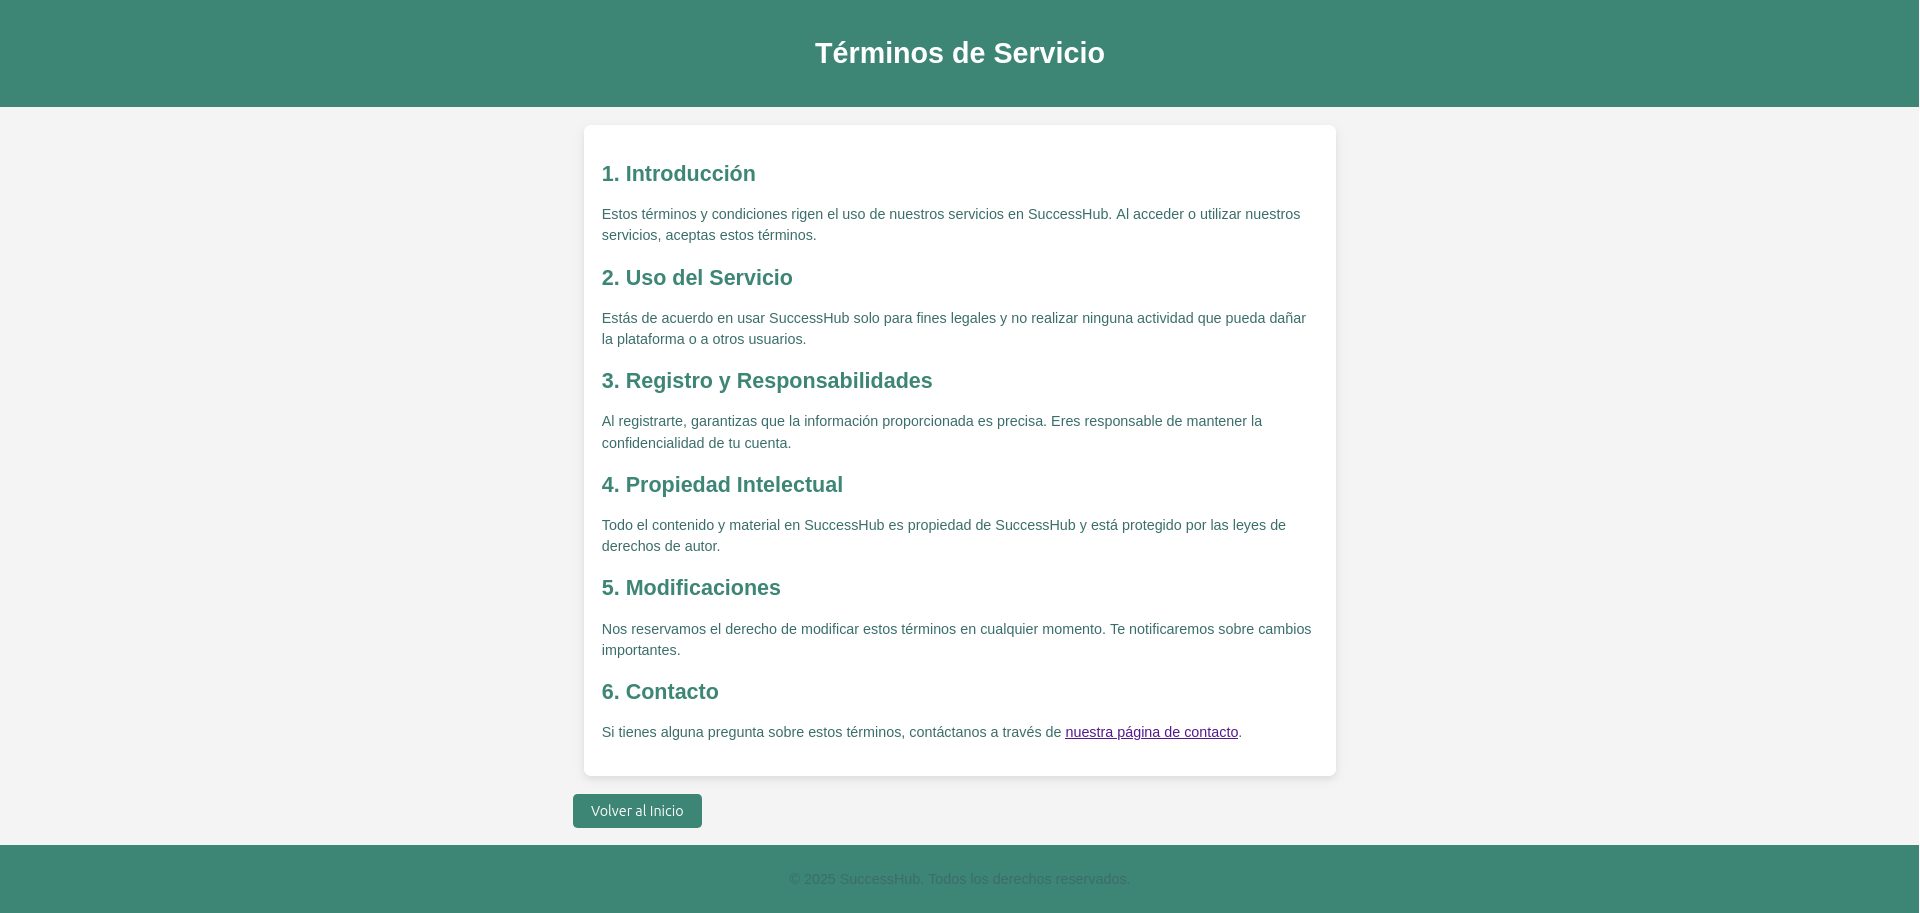 Términos de Servicio
1. Introducción
Estos términos y condiciones rigen el uso de nuestros servicios en SuccessHub. Al acceder o utilizar nuestros
servicios, aceptas estos términos.
2. Uso del Servicio
Estás de acuerdo en usar SuccessHub solo para fines legales y no realizar ninguna actividad que pueda dañar
la plataforma o a otros usuarios.
3. Registro y Responsabilidades
Al registrarte, garantizas que la información proporcionada es precisa. Eres responsable de mantener la
confidencialidad de tu cuenta.
4. Propiedad Intelectual
Todo el contenido y material en SuccessHub es propiedad de SuccessHub y está protegido por las leyes de
derechos de autor.
5. Modificaciones
Nos reservamos el derecho de modificar estos términos en cualquier momento. Te notificaremos sobre cambios
importantes.
6. Contacto
Si tienes alguna pregunta sobre estos términos, contáctanos a través de nuestra página de contacto.
Volver al Inicio
© 2025 SuccessHub. Todos los derechos reservados.